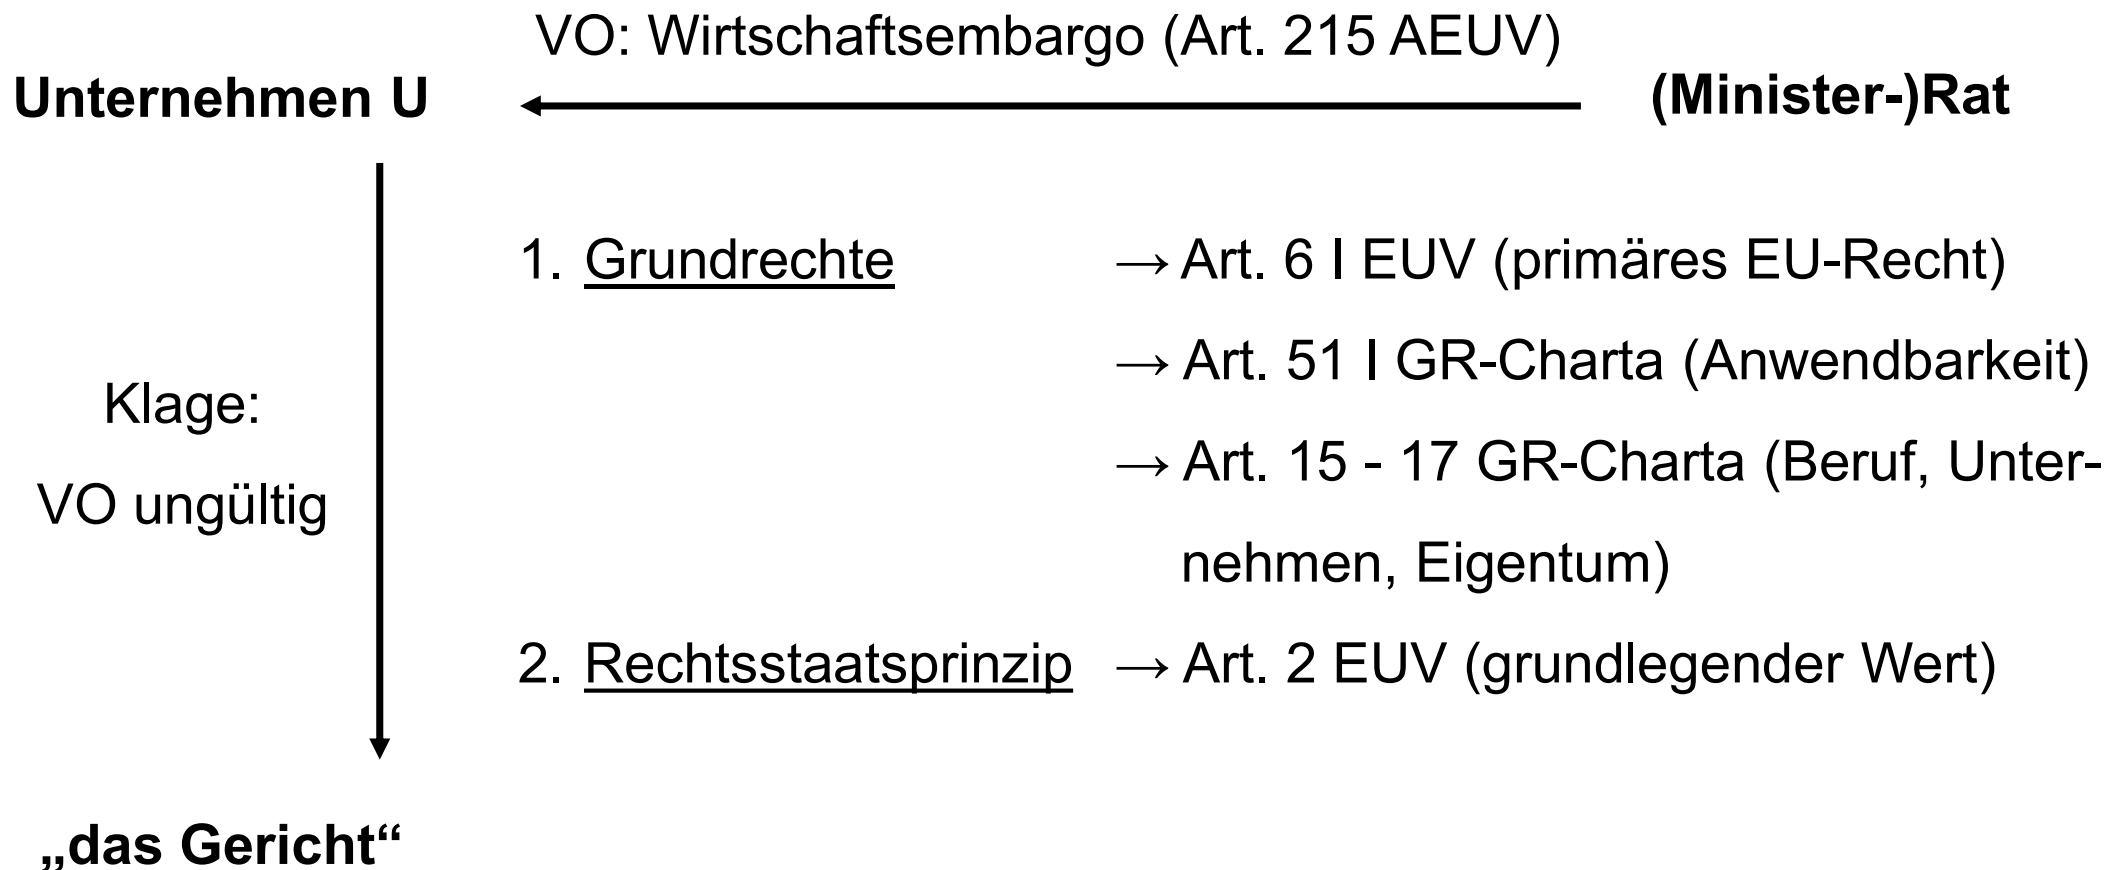 VO: Wirtschaftsembargo (Art. 215 AEUV)
Unternehmen U
(Minister-)Rat
1. Grundrechte → Art. 6 I EUV (primäres EU-Recht)
→ Art. 51 I GR-Charta (Anwendbarkeit)
Klage:
→ Art. 15 - 17 GR-Charta (Beruf, Unter-
VO ungültig
nehmen, Eigentum)
2. Rechtsstaatsprinzip → Art. 2 EUV (grundlegender Wert)
„das Gericht“